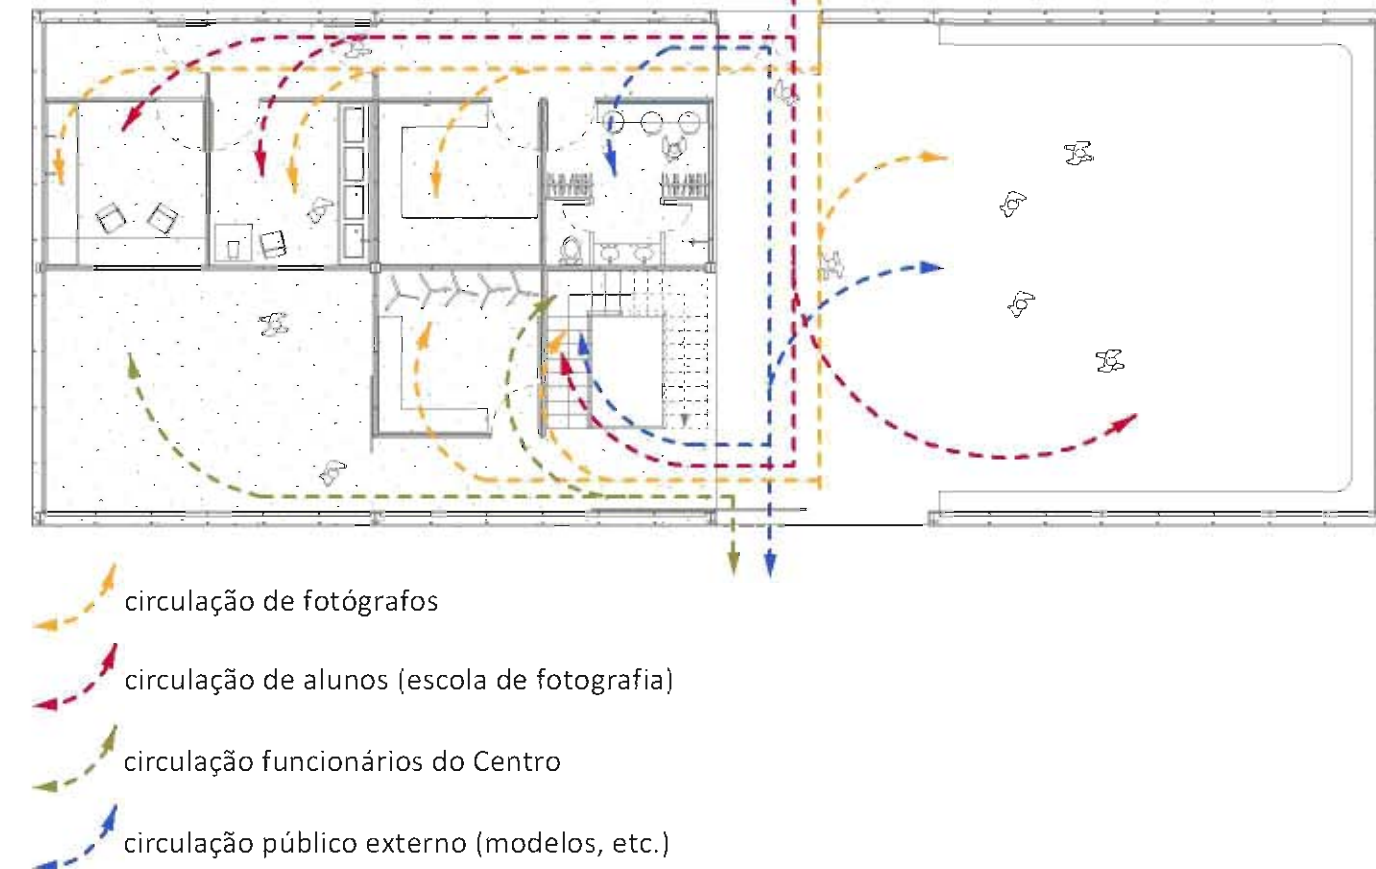 circulação de fotógrafos
circulação de alunos (escola de fotografia)
circulação funcionários do Centro
circulação público externo (modelos, etc.)